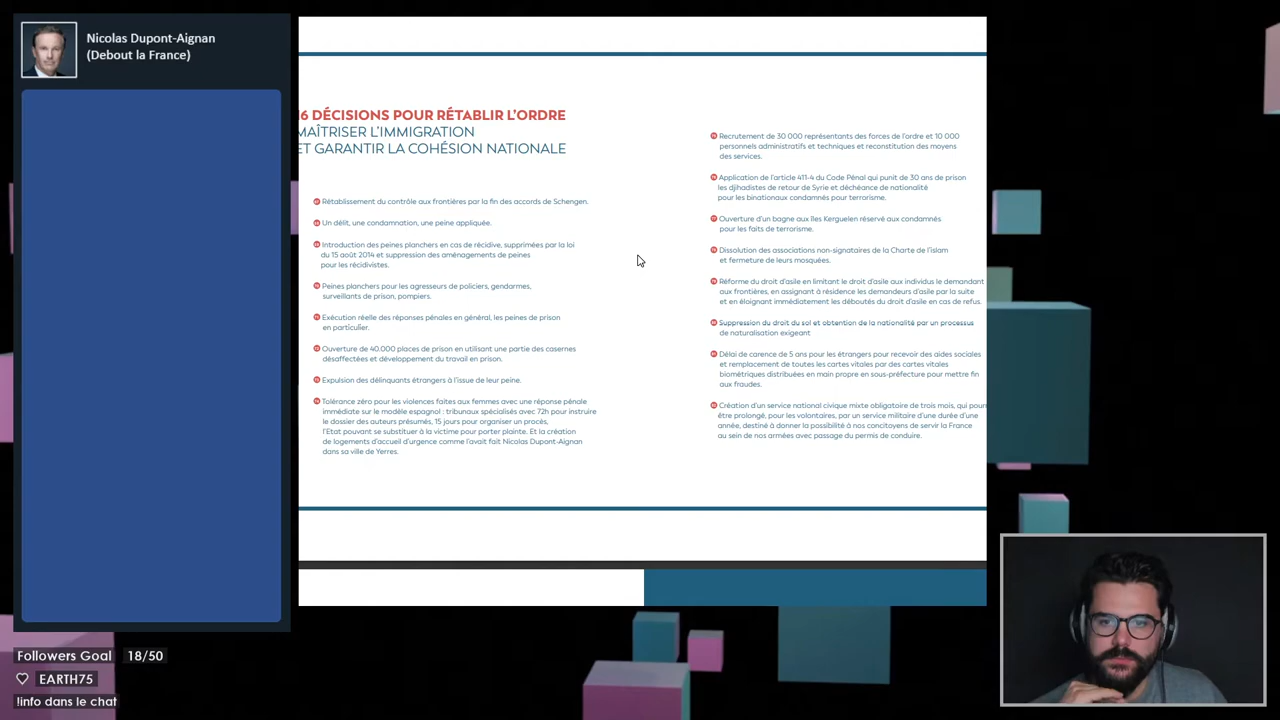 Nicolas Dupont-Aignan
(Debout la France)
16 DÉCISIONS POUR RÉTABLIR L'ORDRE
MAÎTRISER L'IMMIGRATION
ET GARANTIR LA COHÉSION NATIONALE
Rétablissement du contrôle aux frontières par la fin des accords de Schengen.
Un délit, une condamnation, une peine appliquée.
Introduction des peines planchers en cas de récidive, supprimées par la loi
du 15 août 2014 et suppression des aménagements de peines
pour les récidivistes.
Peines planchers pour les agresseurs de policiers, gendarmes,
surveillants de prison, pompiers.
Exécution réelle des réponses pénales en général, les peines de prison
en particulier.
Ouverture de 40.000 places de prison en utilisant une partie des casernes
désaffectées et développement du travail en prison.
Expulsion des délinquants étrangers à l'issue de leur peine.
Tolérance zéro pour les violences faites aux femmes avec une réponse pénale
immédiate sur le modèle espagnol : tribunaux spécialisés avec 72h pour instruire
le dossier des auteurs présumés, 15 jours pour organiser un procès,
l'Etat pouvant se substituer à la victime pour porter plainte. Et la création
de logements d'accueil d'urgence comme l'avait fait Nicolas Dupont-Aignan
dans sa ville de Yerres.
Recrutement de 30 000 représentants des forces de l'ordre et 10 000
personnels administratifs et techniques et reconstitution des moyens
des services.
Application de l'article 411-4 du Code Pénal qui punit de 30 ans de prison
les djihadistes de retour de Syrie et déchéance de nationalité
pour les binationaux condamnés pour terrorisme.
Ouverture d'un bagne aux îles Kerguelen réservé aux condamnés
pour les faits de terrorisme.
Dissolution des associations non-signataires de la Charte de l'islam
et fermeture de leurs mosquées.
Réforme du droit d'asile en limitant le droit d'asile aux individus le demandant
aux frontières, en assignant à résidence les demandeurs d'asile par la suite
et en éloignant immédiatement les déboutés du droit d'asile en cas de refus.
Suppression du droit du sol et obtention de la nationalité par un processus
de naturalisation exigeant
Délai de carence de 5 ans pour les étrangers pour recevoir des aides sociales
et remplacement de toutes les cartes vitales par des cartes vitales
biométriques distribuées en main propre en sous-préfecture pour mettre fin
aux fraudes.
Création d'un service national civique mixte obligatoire de trois mois, qui pourr
être prolongé, pour les volontaires, par un service militaire d'une durée d'une
année, destiné à donner la possibilité à nos concitoyens de servir la France
au sein de nos armées avec passage du permis de conduire.
Followers Goal 18/50
EARTH75
!info dans le chat